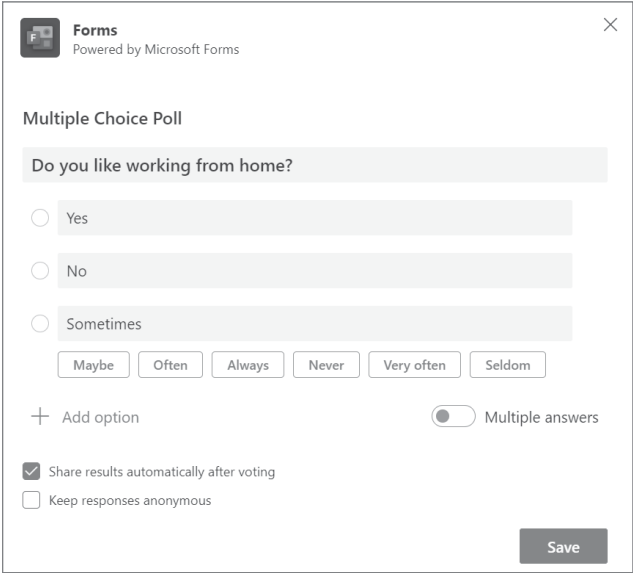 Forms
Powered by Microsoft Forms
Multiple Choice Poll
Do you like working from home?
Yes
No
Sometimes
Maybe Often Always Never Very often Seldom
Add option Multiple answers
Share results automatically after voting
Keep responses anonymous
Save